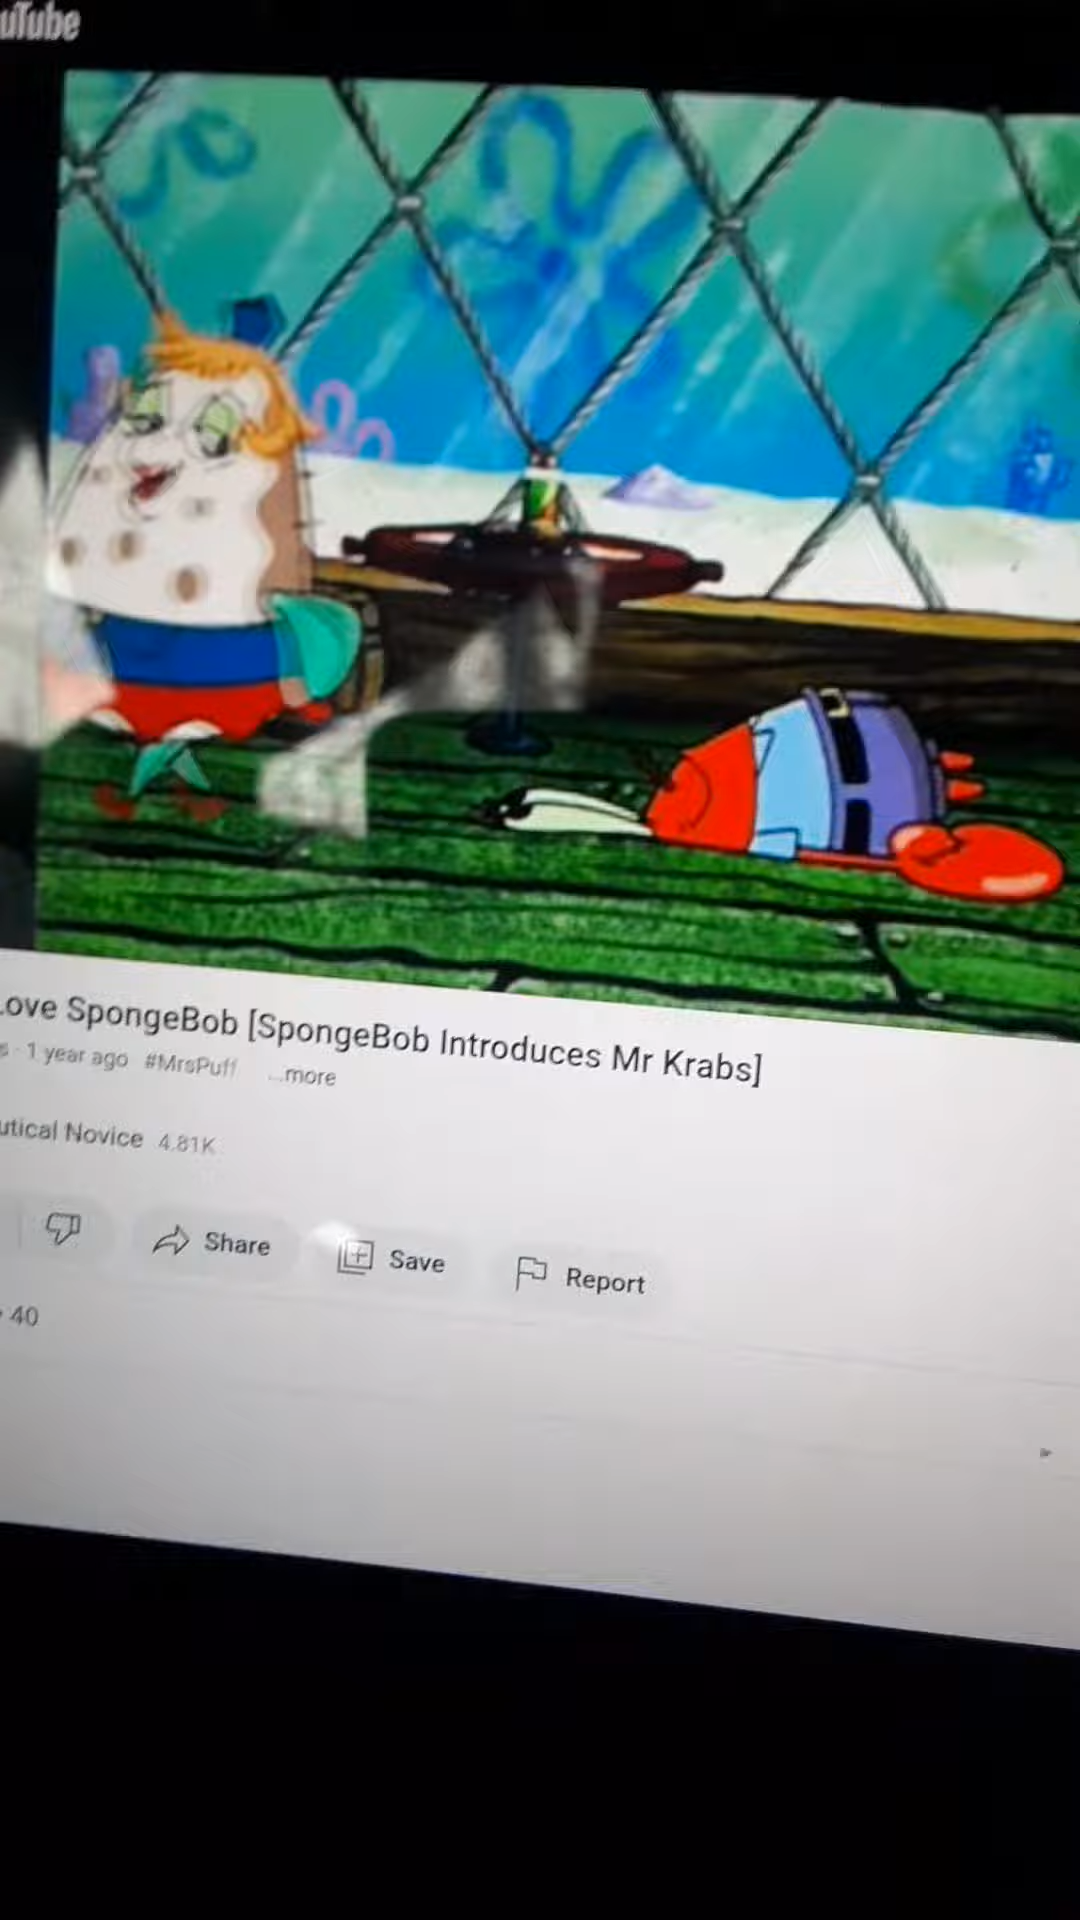 uTube
Love SpongeBob [SpongeBob Introduces Mr Krabs]
s · 1 year ago #MrsPuff ...more
utical Novice 4.81K
Share
Save
Report
40